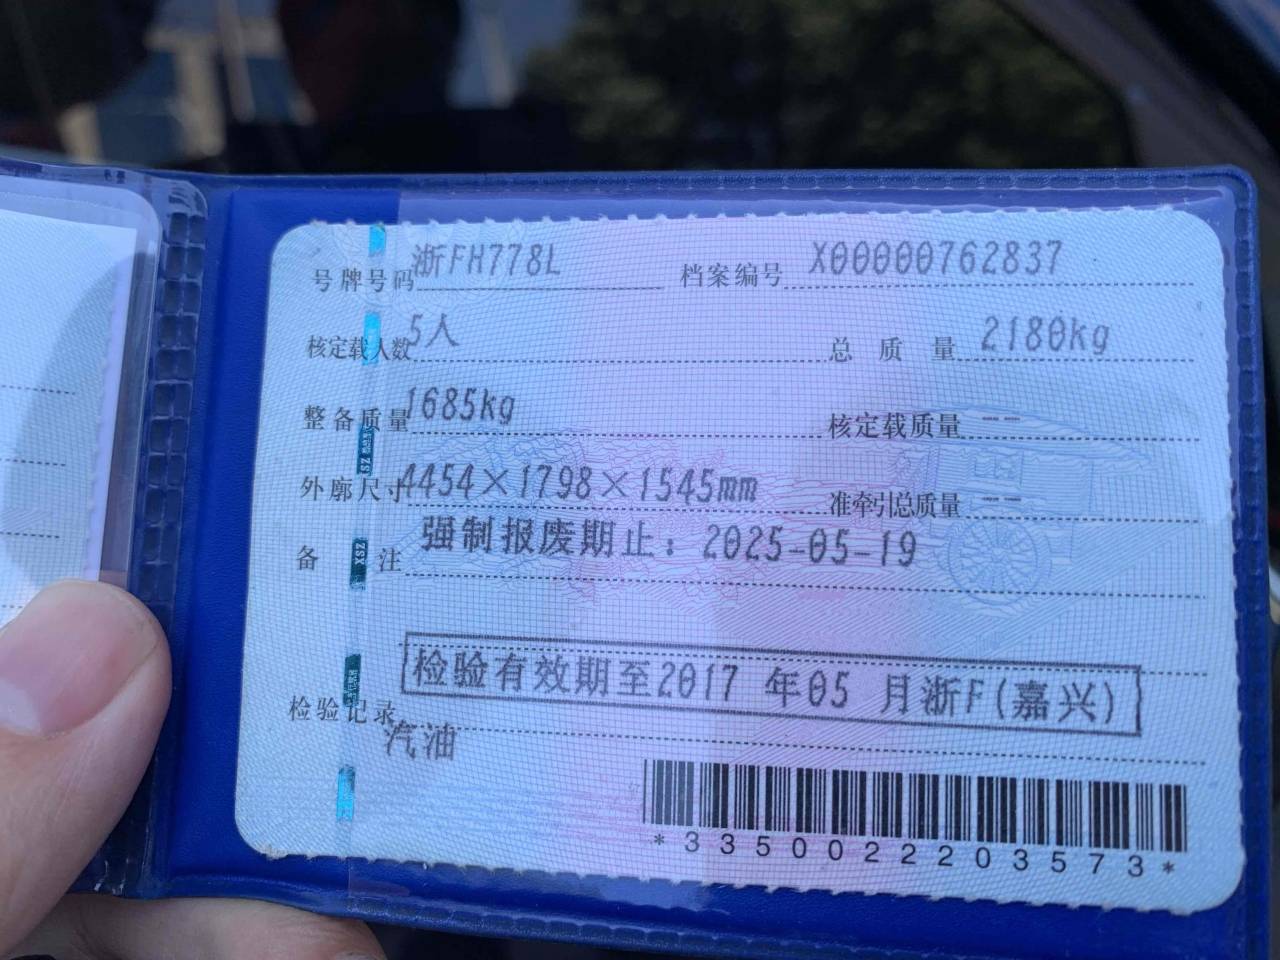 号牌号码 浙FH778L 档案编号 X00000762837
核定载人数 5人 总质量 2180kg
整备质量 1685kg 核定载质量 -- --
外廓尺寸 4454×1798×1545mm 准牵引总质量 -- --
备注 强制报废期止：2025-05-19
检验有效期至2017 年05 月浙F(嘉兴)
检验记录
汽油
*3350022203573*